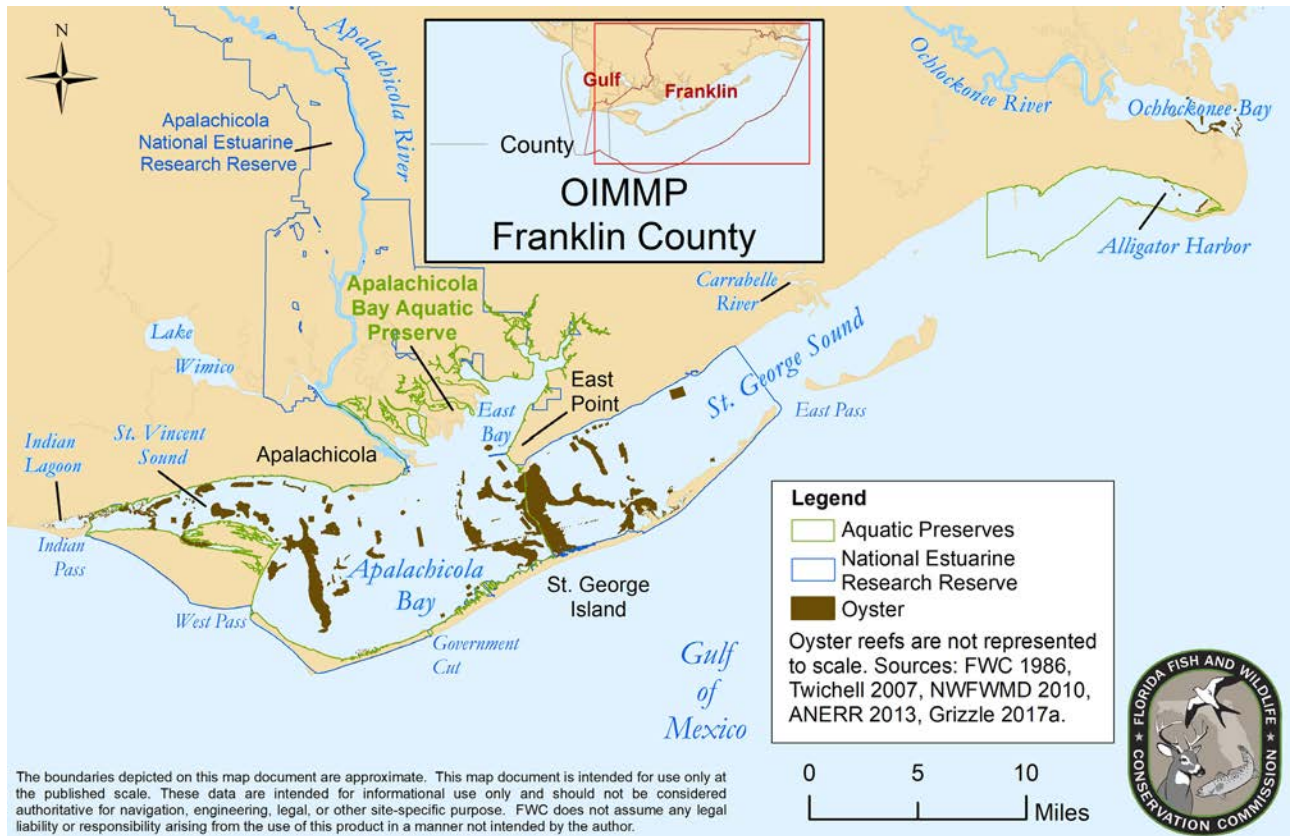 N
Apalachicola River
Apalachicola
National Estuarine
Research Reserve
Gulf
Franklin
County
OIMMP
Franklin County
Ochlockonee River
Ochlockonee Bay
Alligator Harbor
Apalachicola
Bay Aquatic
Preserve
Carrabelle
River
St. George Sound
East Pass
Lake
Wimico
East
Point
East
Bay
Indian
Lagoon
St. Vincent
Sound
Apalachicola
Indian
Pass
West Pass
Apalachicola
Bay
St. George
Island
Government
Cut
Gulf
of
Mexico
Legend
Aquatic Preserves
National Estuarine
Research Reserve
Oyster
Oyster reefs are not represented
to scale. Sources: FWC 1986,
Twichell 2007, NWFWMD 2010,
ANERR 2013, Grizzle 2017a.
0 5 10
Miles
FLORIDA FISH AND WILDLIFE
CONSERVATION COMMISSION
The boundaries depicted on this map document are approximate. This map document is intended for use only at
the published scale. These data are intended for informational use only and should not be considered
authoritative for navigation, engineering, legal, or other site-specific purpose. FWC does not assume any legal
liability or responsibility arising from the use of this product in a manner not intended by the author.